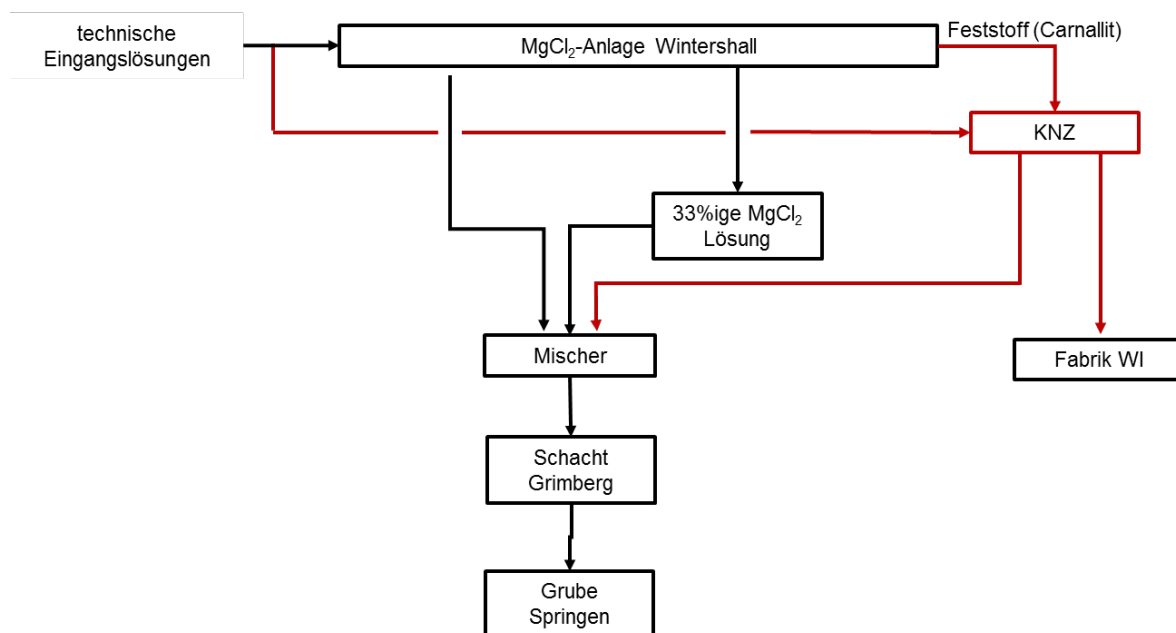 technische
Eingangslösungen
MgCl₂-Anlage Wintershall
Feststoff (Carnallit)
KNZ
33%ige MgCl₂
Lösung
Mischer
Fabrik WI
Schacht
Grimberg
Grube
Springen